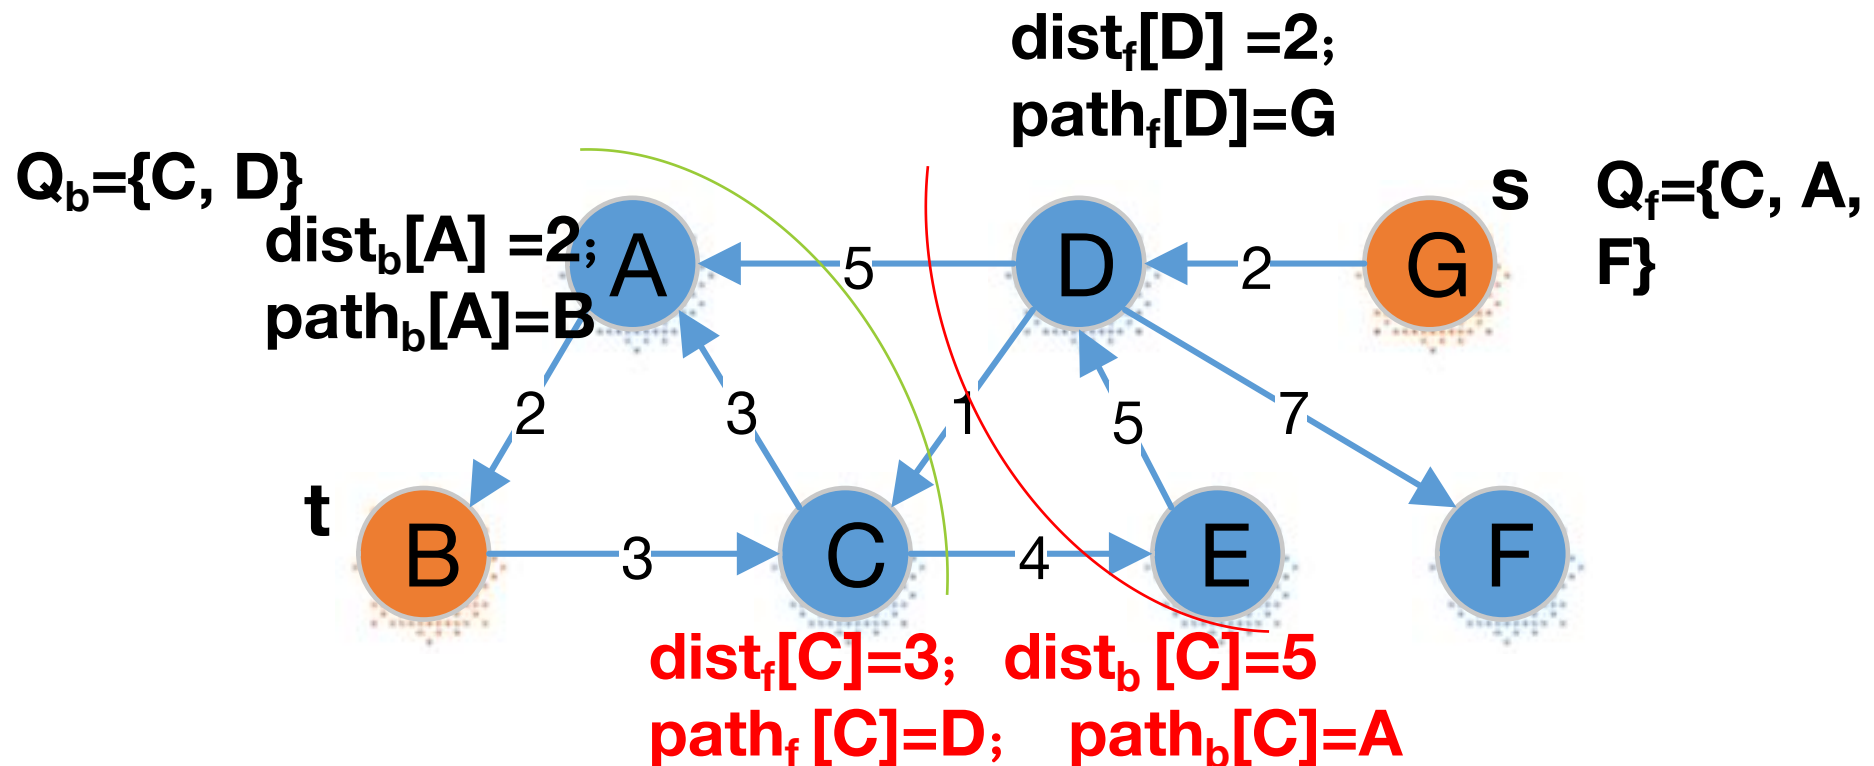 dist_f[D] =2；
path_f[D]=G
Q_b={C, D}
s
Q_f={C, A,
F}
dist_b[A] =2；
path_b[A]=B
A
5
D
2
G
2
3
1
5
7
t
B
3
C
4
E
F
dist_f[C]=3； dist_b [C]=5
path_f [C]=D； path_b[C]=A